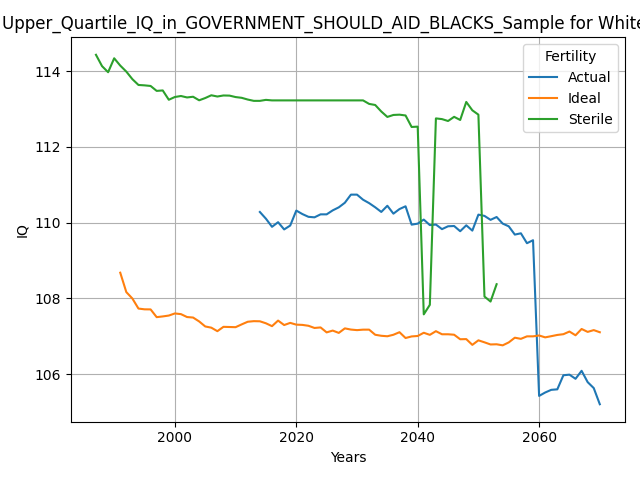 Upper_Quartile_IQ_in_GOVERNMENT_SHOULD_AID_BLACKS_Sample for White
Fertility
Actual
Ideal
Sterile
114
112
110
108
106
IQ
2000
2020
2040
2060
Years